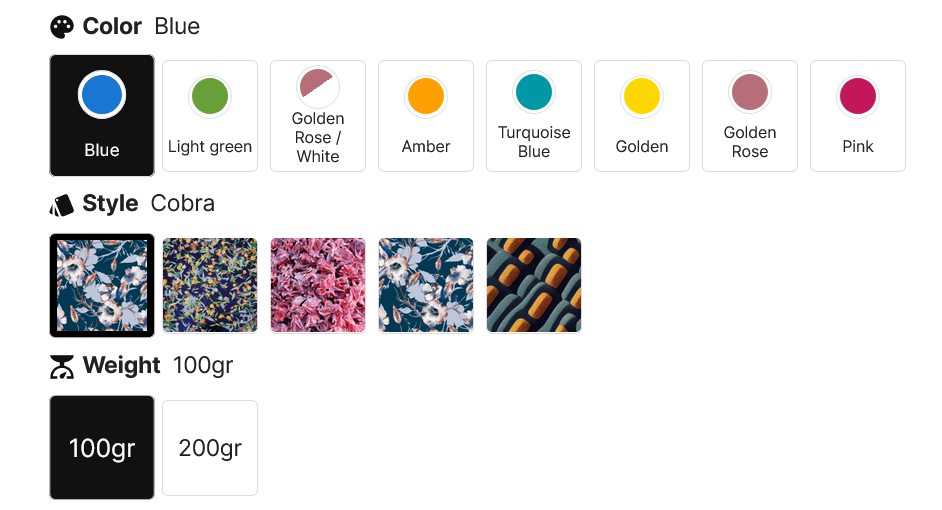 Color Blue
Blue
Light green
Golden
Rose /
White
Amber
Turquoise
Blue
Golden
Golden
Rose
Pink
Style Cobra
Weight 100gr
100gr
200gr